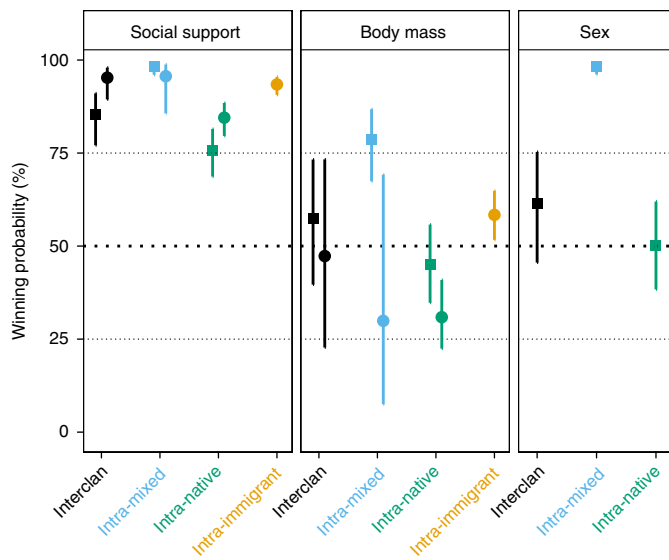 Social support
Body mass
Sex
Winning probability (%)
100
75
50
25
0
Interclan
Intra-mixed
Intra-native
Intra-immigrant
Interclan
Intra-mixed
Intra-native
Intra-immigrant
Interclan
Intra-mixed
Intra-native